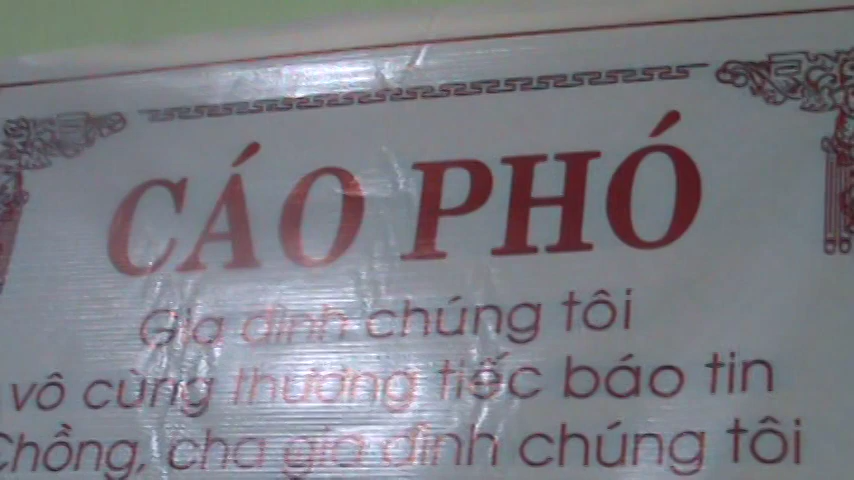 CÁO PHÓ
Gia đình chúng tôi
vô cùng thương tiếc báo tin
Chồng, cha gia đình chúng tôi